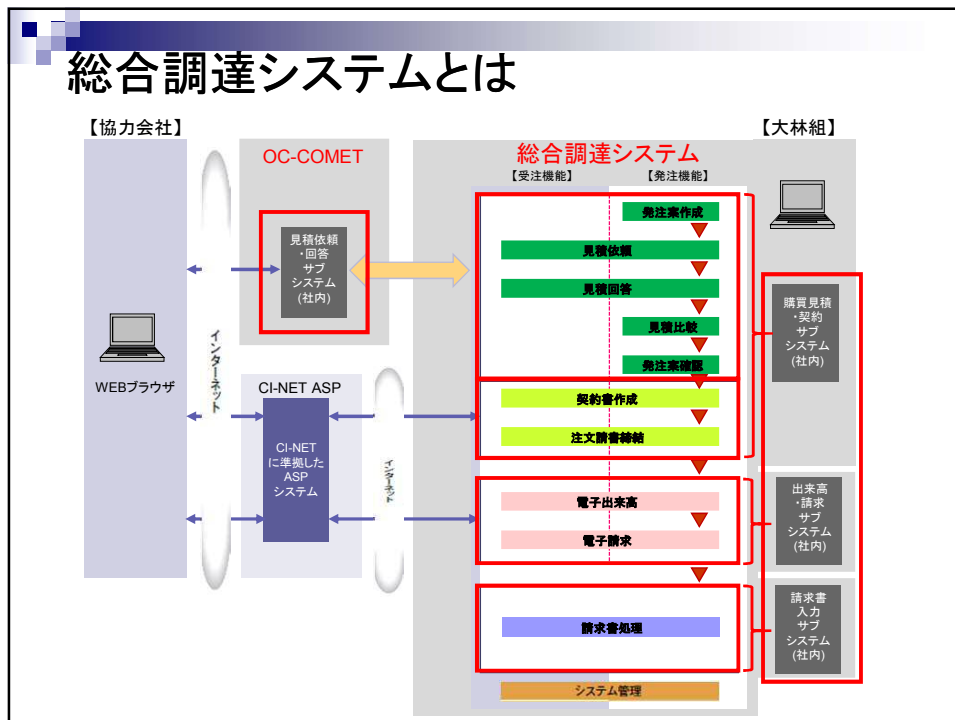 総合調達システムとは
【協力会社】
【大林組】
OC-COMET
総合調達システム
【受注機能】
【発注機能】
発注案作成
見積依頼
・回答
サブ
システム
(社内)
見積依頼
見積回答
購買見積
・契約
サブ
システム
(社内)
見積比較
インターネット
発注案確認
WEBブラウザ
CI-NET ASP
契約書作成
注文請書締結
CI-NET
に準拠した
ASP
システム
インターネット
電子出来高
出来高
・請求
サブ
システム
(社内)
電子請求
請求書処理
請求書
入力
サブ
システム
(社内)
システム管理